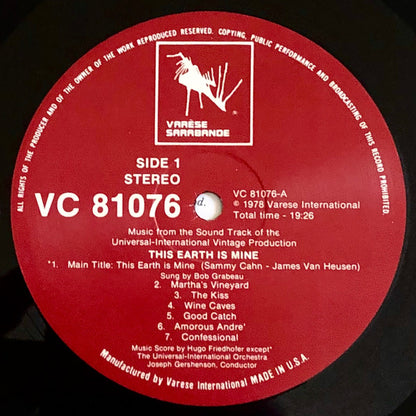 ALL RIGHTS OF THE PRODUCER AND OF THE OWNER OF THE WORK REPRODUCED RESERVED. COPYING, PUBLIC PERFORMANCE AND BROADCASTING OF THIS RECORD PROHIBITED.
VARÈSE
SARABANDE
SIDE 1
STEREO
VC 81076
d.
VC 81076-A
℗ 1978 Varese International
Total time - 19:26
Music from the Sound Track of the
Universal-International Vintage Production
THIS EARTH IS MINE
*1. Main Title: This Earth is Mine (Sammy Cahn - James Van Heusen)
Sung by Bob Grabeau
2. Martha's Vineyard
3. The Kiss
4. Wine Caves
5. Good Catch
6. Amorous Andre'
7. Confessional
Music Score by Hugo Friedhofer except*
The Universal-International Orchestra
Joseph Gershenson, Conductor
Manufactured by Varese International MADE IN U.S.A.